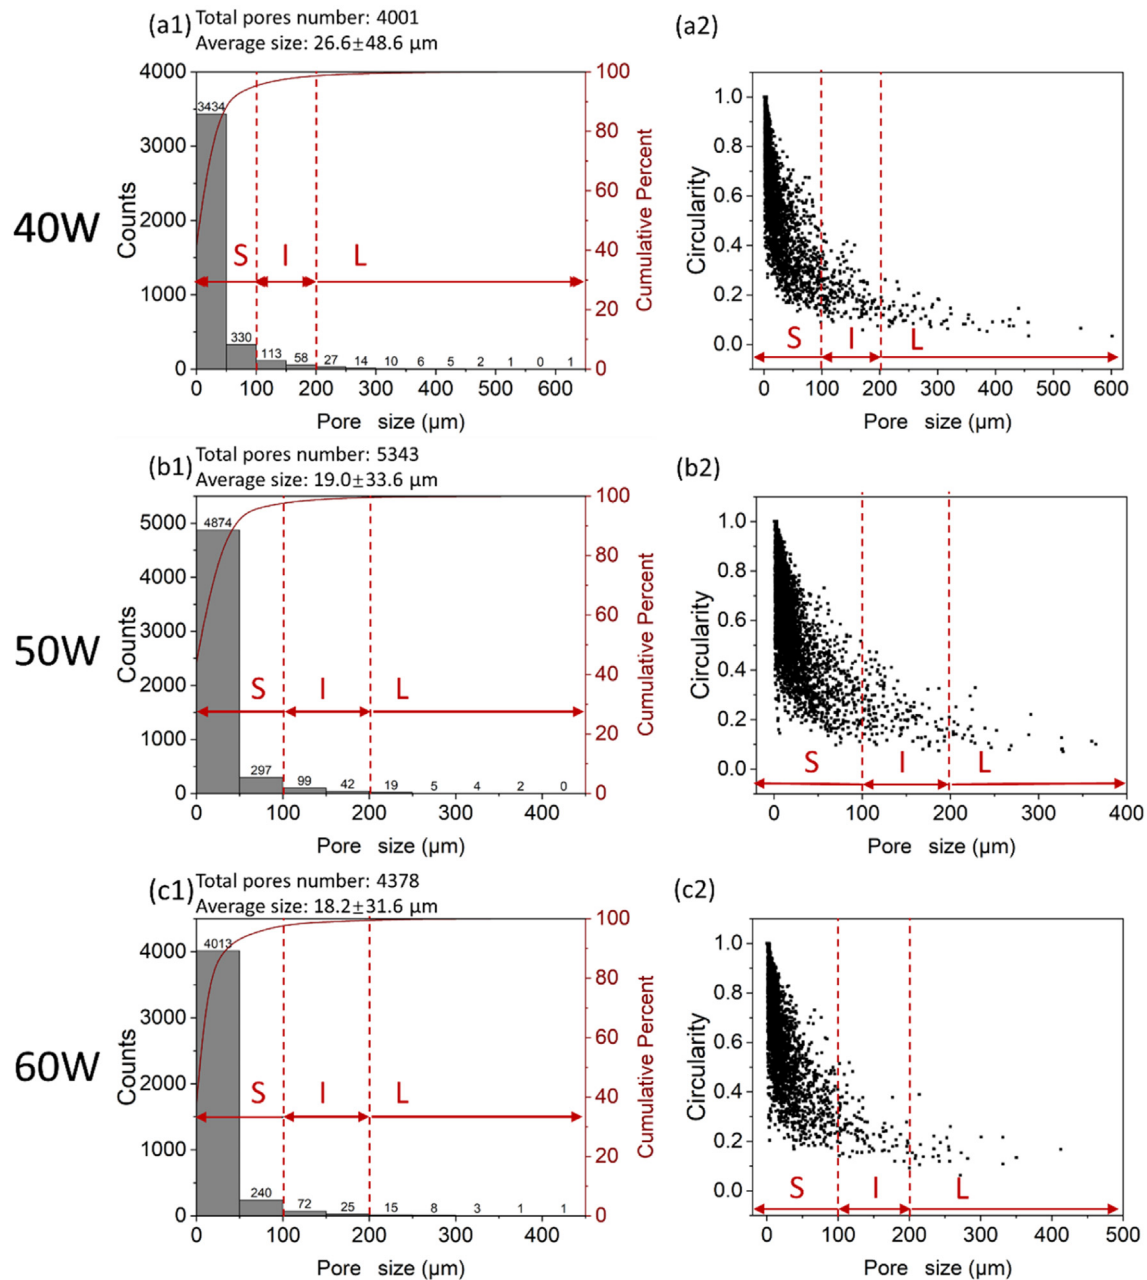 (a1) Total pores number: 4001
Average size: 26.6±48.6 µm
(a2)
40W
Counts
4000
3000
2000
1000
0
3434
330
113
58
27
14
10
6
5
2
1
0
1
S I L
100
80
60
40
20
0
Cumulative Percent
0 100 200 300 400 500 600
Pore size (µm)
Circularity
1.0
0.8
0.6
0.4
0.2
0.0
S I L
0 100 200 300 400 500 600
Pore size (µm)
(b1) Total pores number: 5343
Average size: 19.0±33.6 µm
(b2)
50W
Counts
5000
4000
3000
2000
1000
0
4874
297
99
42
19
5
4
2
0
S I L
100
80
60
40
20
0
Cumulative Percent
0 100 200 300 400
Pore size (µm)
Circularity
1.0
0.8
0.6
0.4
0.2
0.0
S I L
0 100 200 300 400
Pore size (µm)
(c1) Total pores number: 4378
Average size: 18.2±31.6 µm
(c2)
60W
Counts
4000
3000
2000
1000
0
4013
240
72
25
15
8
3
1
1
S I L
100
80
60
40
20
0
Cumulative Percent
0 100 200 300 400
Pore size (µm)
Circularity
1.0
0.8
0.6
0.4
0.2
0.0
S I L
0 100 200 300 400 500
Pore size (µm)